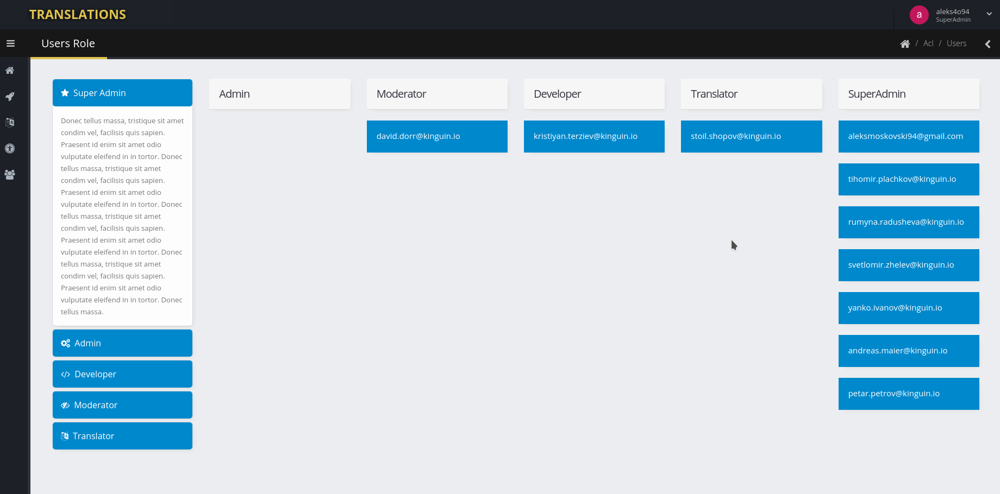 TRANSLATIONS
a
aleks4o94
SuperAdmin
Users Role
/ Acl / Users
Super Admin
Donec tellus massa, tristique sit amet
condim vel, facilisis quis sapien.
Praesent id enim sit amet odio
vulputate eleifend in in tortor. Donec
tellus massa, tristique sit amet
condim vel, facilisis quis sapien.
Praesent id enim sit amet odio
vulputate eleifend in in tortor. Donec
tellus massa, tristique sit amet
condim vel, facilisis quis sapien.
Praesent id enim sit amet odio
vulputate eleifend in in tortor. Donec
tellus massa, tristique sit amet
condim vel, facilisis quis sapien.
Praesent id enim sit amet odio
vulputate eleifend in in tortor. Donec
tellus massa.
Admin
Developer
Moderator
Translator
Admin
Moderator
david.dorr@kinguin.io
Developer
kristiyan.terziev@kinguin.io
Translator
stoil.shopov@kinguin.io
SuperAdmin
aleksmoskovski94@gmail.com
tihomir.plachkov@kinguin.io
rumyna.radusheva@kinguin.io
svetlomir.zhelev@kinguin.io
yanko.ivanov@kinguin.io
andreas.maier@kinguin.io
petar.petrov@kinguin.io